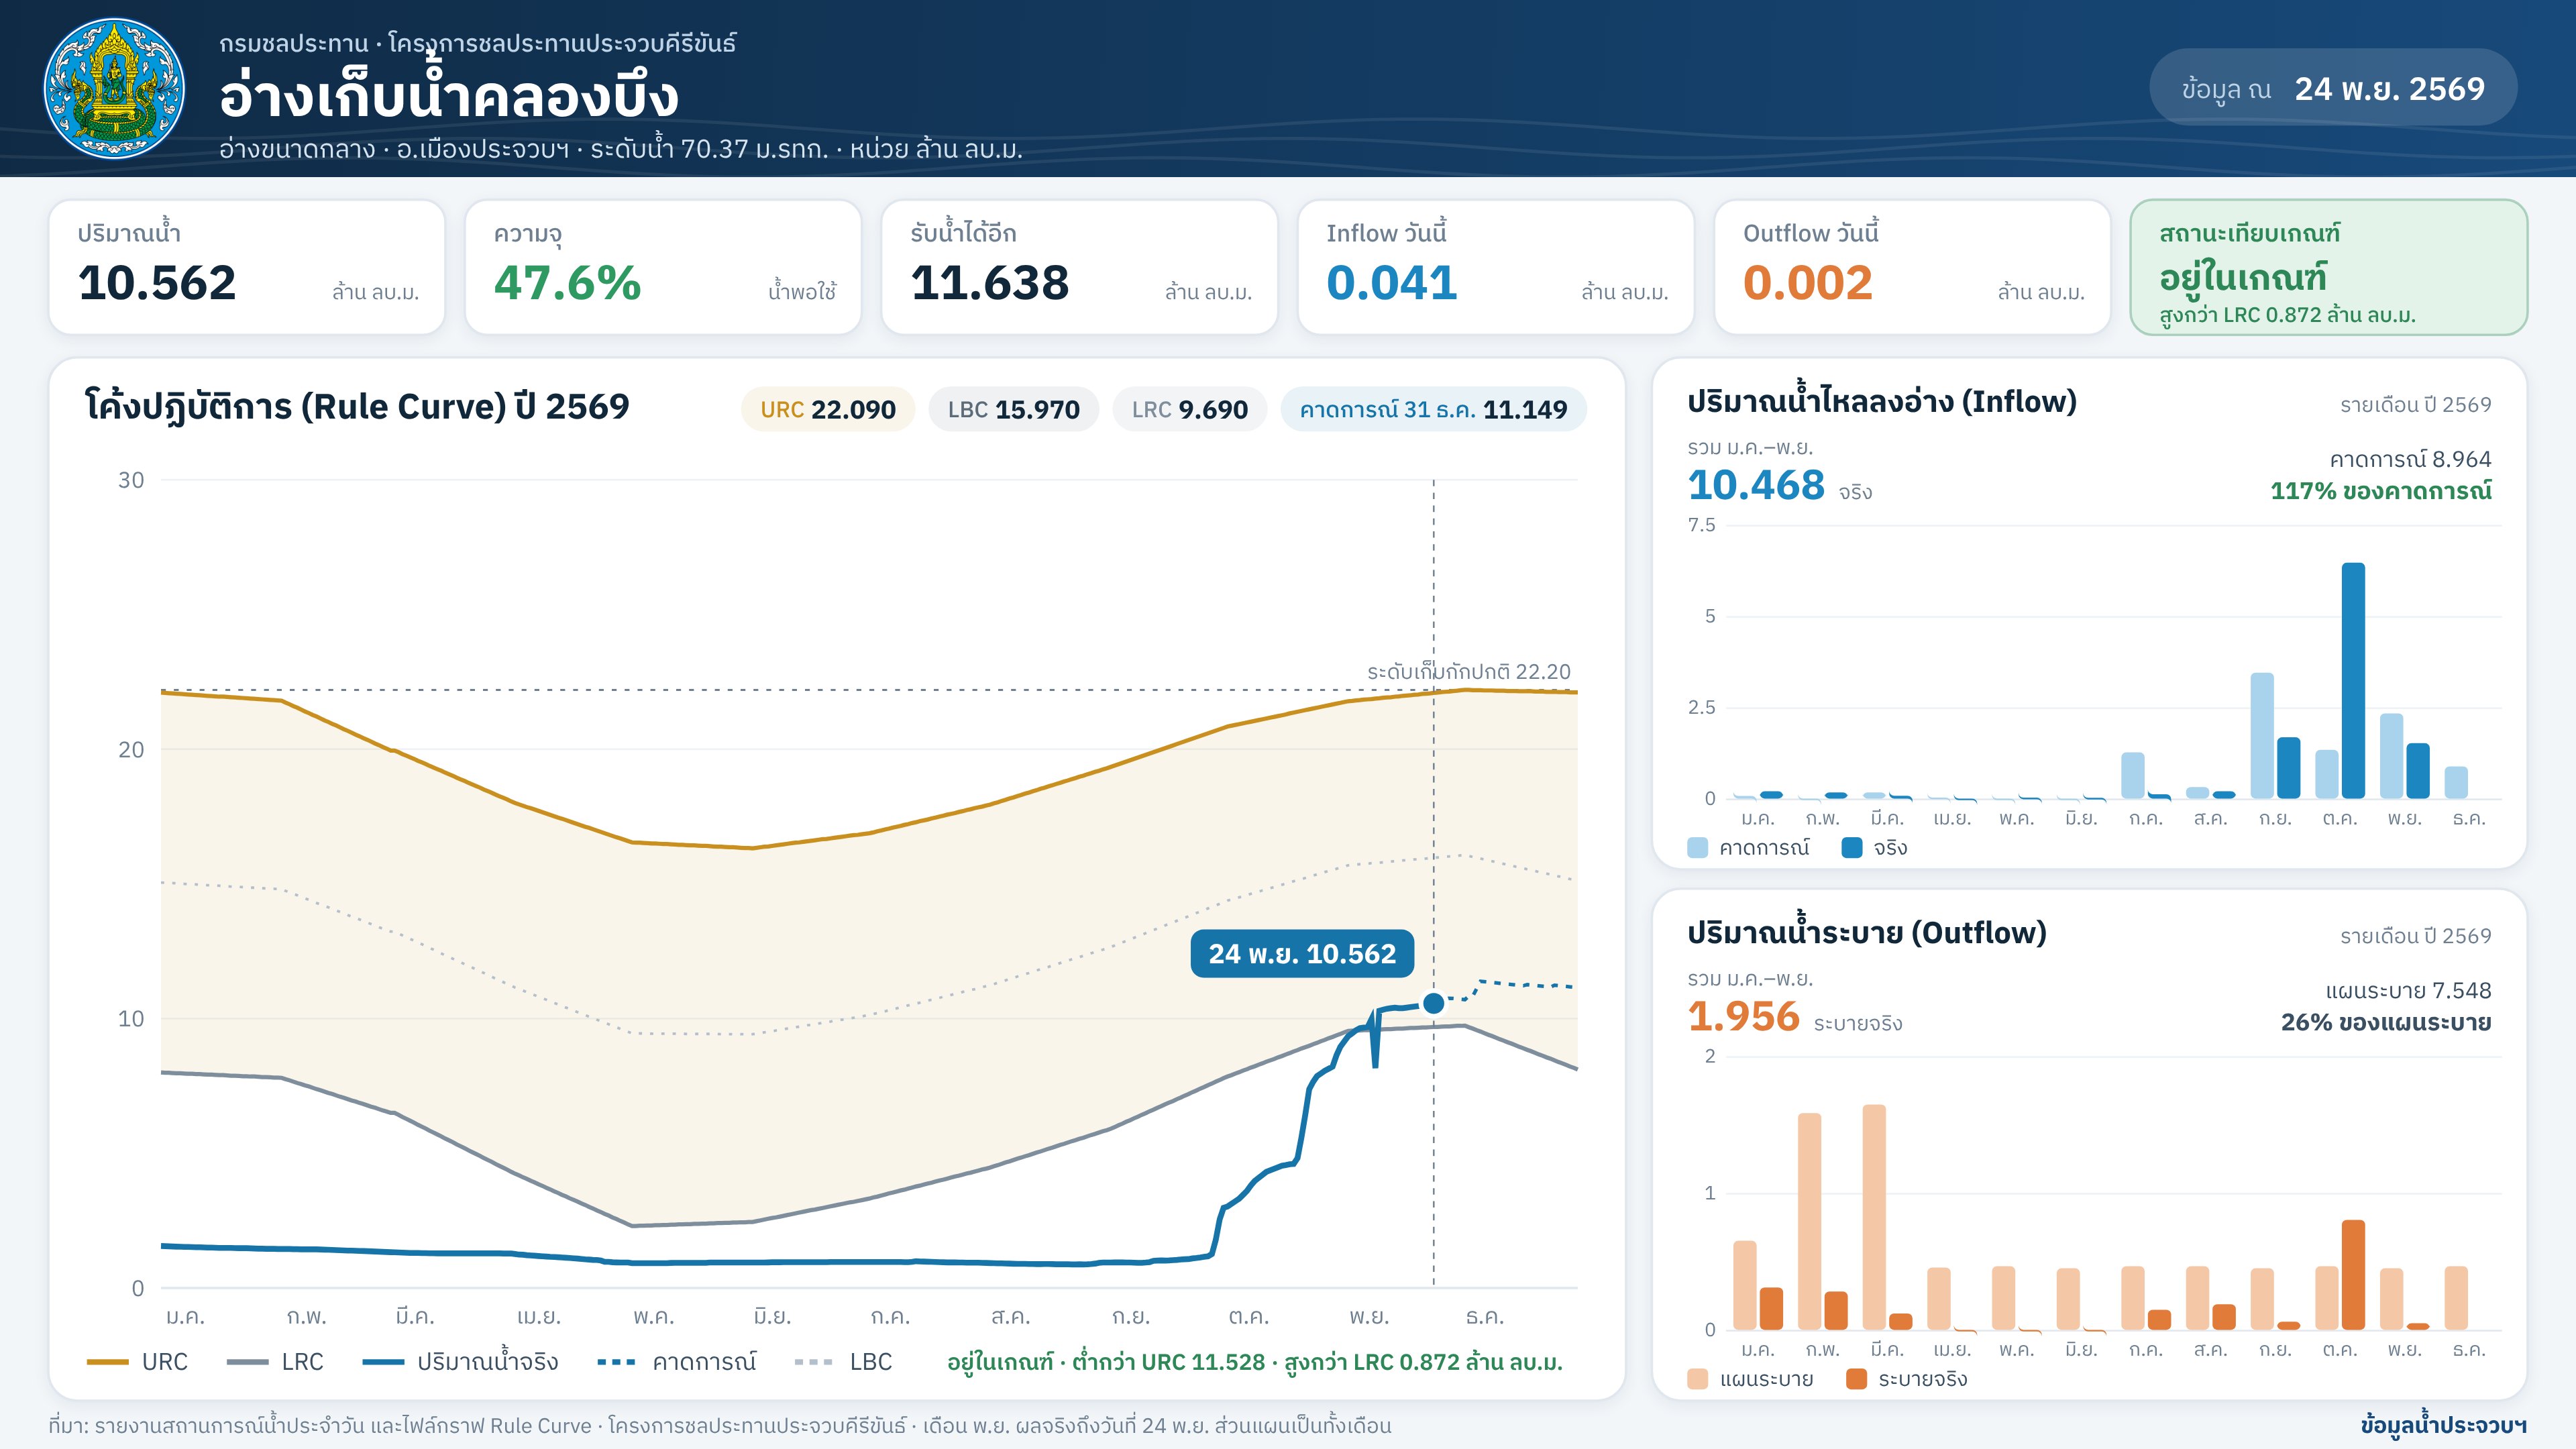 กรมชลประทาน · โครงการชลประทานประจวบคีรีขันธ์
อ่างเก็บน้ำคลองบึง
อ่างขนาดกลาง · อ.เมืองประจวบฯ · ระดับน้ำ 70.37 ม.รทก. · หน่วย ล้าน ลบ.ม.
ข้อมูล ณ 24 พ.ย. 2569
ปริมาณน้ำ
10.562 ล้าน ลบ.ม.
ความจุ
47.6% น้ำพอใช้
รับน้ำได้อีก
11.638 ล้าน ลบ.ม.
Inflow วันนี้
0.041 ล้าน ลบ.ม.
Outflow วันนี้
0.002 ล้าน ลบ.ม.
สถานะเทียบเกณฑ์
อยู่ในเกณฑ์
สูงกว่า LRC 0.872 ล้าน ลบ.ม.
โค้งปฏิบัติการ (Rule Curve) ปี 2569
URC 22.090
LBC 15.970
LRC 9.690
คาดการณ์ 31 ธ.ค. 11.149
30
20
10
0
ระดับเก็บกักปกติ 22.20
24 พ.ย. 10.562
ม.ค. ก.พ. มี.ค. เม.ย. พ.ค. มิ.ย. ก.ค. ส.ค. ก.ย. ต.ค. พ.ย. ธ.ค.
URC LRC ปริมาณน้ำจริง คาดการณ์ LBC
อยู่ในเกณฑ์ · ต่ำกว่า URC 11.528 · สูงกว่า LRC 0.872 ล้าน ลบ.ม.
ปริมาณน้ำไหลลงอ่าง (Inflow)
รายเดือน ปี 2569
รวม ม.ค.–พ.ย.
10.468 จริง
คาดการณ์ 8.964
117% ของคาดการณ์
7.5
5
2.5
0
ม.ค. ก.พ. มี.ค. เม.ย. พ.ค. มิ.ย. ก.ค. ส.ค. ก.ย. ต.ค. พ.ย. ธ.ค.
คาดการณ์ จริง
ปริมาณน้ำระบาย (Outflow)
รายเดือน ปี 2569
รวม ม.ค.–พ.ย.
1.956 ระบายจริง
แผนระบาย 7.548
26% ของแผนระบาย
2
1
0
ม.ค. ก.พ. มี.ค. เม.ย. พ.ค. มิ.ย. ก.ค. ส.ค. ก.ย. ต.ค. พ.ย. ธ.ค.
แผนระบาย ระบายจริง
ที่มา: รายงานสถานการณ์น้ำประจำวัน และไฟล์กราฟ Rule Curve · โครงการชลประทานประจวบคีรีขันธ์ · เดือน พ.ย. ผลจริงถึงวันที่ 24 พ.ย. ส่วนแผนเป็นทั้งเดือน
ข้อมูลน้ำประจวบฯ